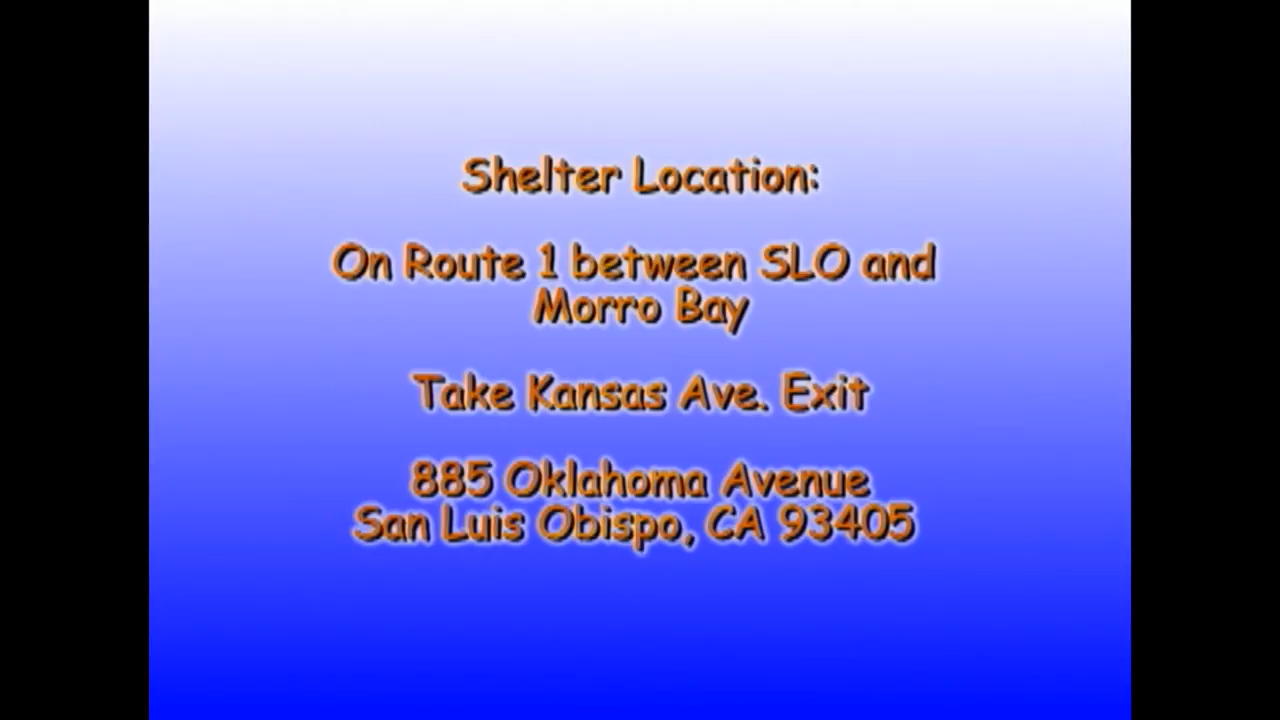 Shelter Location:
On Route 1 between SLO and
Morro Bay
Take Kansas Ave. Exit
885 Oklahoma Avenue
San Luis Obispo, CA 93405